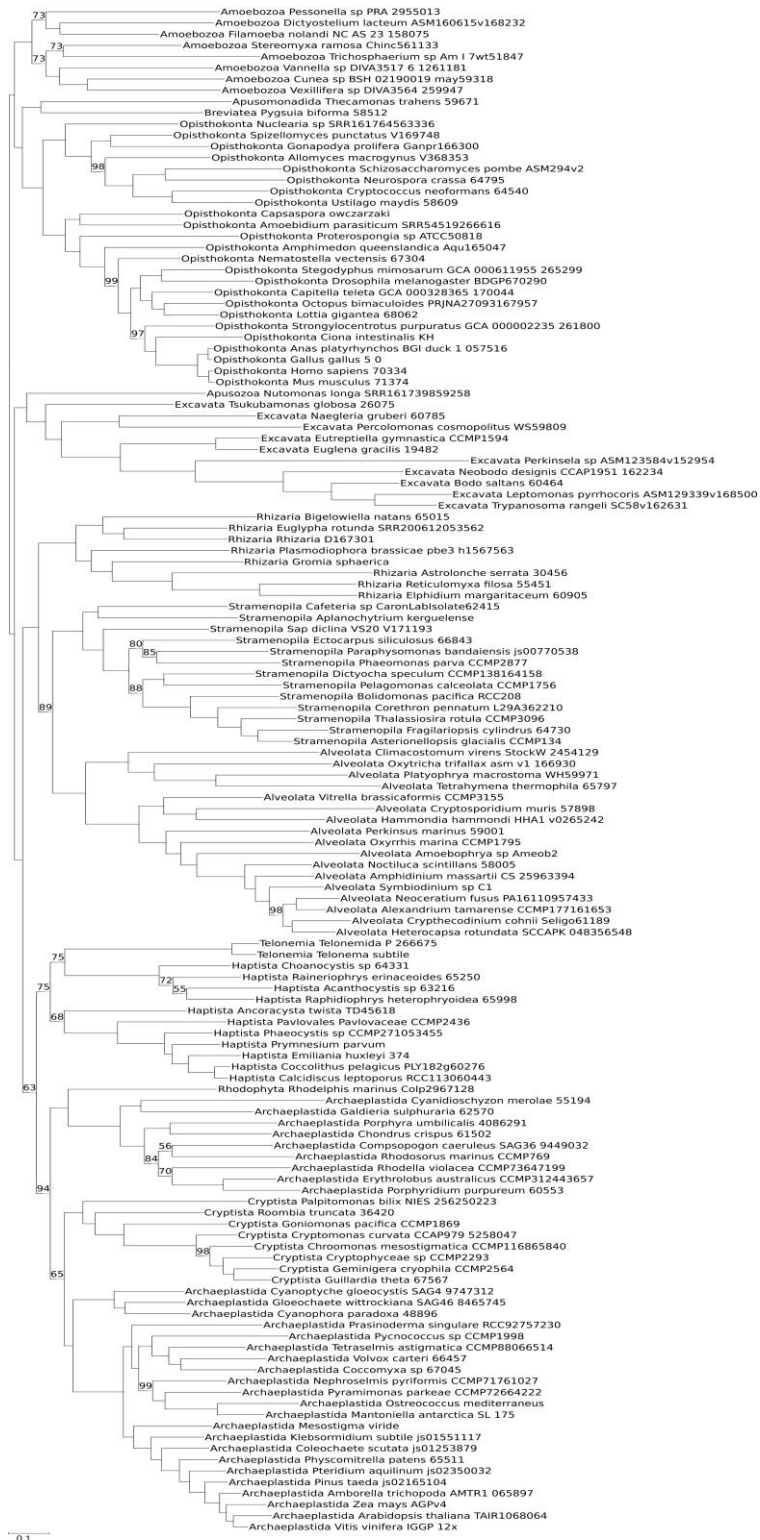 Amoebozoa Pessonella sp PRA 2955013
73
Amoebozoa Dictyostelium lacteum ASM160615v168232
Amoebozoa Filamoeba nolandi NC AS 23 158075
Amoebozoa Stereomyxa ramosa Chinc561133
73
73
Amoebozoa Trichosphaerium sp Am I 7wt51847
Amoebozoa Vannella sp DIVA3517 6 1261181
Amoebozoa Cunea sp BSH 02190019 may59318
Amoebozoa Vexillifera sp DIVA3564 259947
Apusomonadida Thecamonas trahens 59671
Breviatea Pygsuia biforma 58512
Opisthokonta Nuclearia sp SRR161764563336
Opisthokonta Spizellomyces punctatus V169748
Opisthokonta Gonapodya prolifera Ganpr166300
Opisthokonta Allomyces macrogynus V368353
98
Opisthokonta Schizosaccharomyces pombe ASM294v2
Opisthokonta Neurospora crassa 64795
Opisthokonta Cryptococcus neoformans 64540
Opisthokonta Ustilago maydis 58609
Opisthokonta Capsaspora owczarzaki
Opisthokonta Amoebidium parasiticum SRR54519266616
Opisthokonta Proterospongia sp ATCC50818
Opisthokonta Amphimedon queenslandica Aqu165047
Opisthokonta Nematostella vectensis 67304
Opisthokonta Stegodyphus mimosarum GCA 000611955 265299
99
Opisthokonta Drosophila melanogaster BDGP670290
Opisthokonta Capitella teleta GCA 000328365 170044
Opisthokonta Octopus bimaculoides PRJNA27093167957
Opisthokonta Lottia gigantea 68062
Opisthokonta Strongylocentrotus purpuratus GCA 000002235 261800
97
Opisthokonta Ciona intestinalis KH
Opisthokonta Anas platyrhynchos BGI duck 1 057516
Opisthokonta Gallus gallus 5 0
Opisthokonta Homo sapiens 70334
Opisthokonta Mus musculus 71374
Apusozoa Nutomonas longa SRR161739859258
Excavata Tsukubamonas globosa 26075
Excavata Naegleria gruberi 60785
Excavata Percolomonas cosmopolitus WS59809
Excavata Eutreptiella gymnastica CCMP1594
Excavata Euglena gracilis 19482
Excavata Perkinsela sp ASM123584v152954
Excavata Neobodo designis CCAP1951 162234
Excavata Bodo saltans 60464
Excavata Leptomonas pyrrhocoris ASM129339v168500
Excavata Trypanosoma rangeli SC58v162631
Rhizaria Bigelowiella natans 65015
Rhizaria Euglypha rotunda SRR200612053562
Rhizaria Rhizaria D167301
Rhizaria Plasmodiophora brassicae pbe3 h1567563
Rhizaria Gromia sphaerica
Rhizaria Astrolonche serrata 30456
Rhizaria Reticulomyxa filosa 55451
Rhizaria Elphidium margaritaceum 60905
Stramenopila Cafeteria sp CaronLabIsolate62415
Stramenopila Aplanochytrium kerguelense
Stramenopila Sap diclina VS20 V171193
Stramenopila Ectocarpus siliculosus 66843
80
Stramenopila Paraphysomonas bandaiensis js00770538
85
Stramenopila Phaeomonas parva CCMP2877
Stramenopila Dictyocha speculum CCMP138164158
88
Stramenopila Pelagomonas calceolata CCMP1756
Stramenopila Bolidomonas pacifica RCC208
89
Stramenopila Corethron pennatum L29A362210
Stramenopila Thalassiosira rotula CCMP3096
Stramenopila Fragilariopsis cylindrus 64730
Stramenopila Asterionellopsis glacialis CCMP134
Alveolata Climacostomum virens StockW 2454129
Alveolata Oxytricha trifallax asm v1 166930
Alveolata Platyophrya macrostoma WH59971
Alveolata Tetrahymena thermophila 65797
Alveolata Vitrella brassicaformis CCMP3155
Alveolata Cryptosporidium muris 57898
Alveolata Hammondia hammondi HHA1 v0265242
Alveolata Perkinsus marinus 59001
Alveolata Oxyrrhis marina CCMP1795
Alveolata Amoebophrya sp Ameob2
Alveolata Noctiluca scintillans 58005
Alveolata Amphidinium massartii CS 25963394
Alveolata Symbiodinium sp C1
Alveolata Neoceratium fusus PA16110957433
98
Alveolata Alexandrium tamarense CCMP177161653
Alveolata Crypthecodinium cohnii Seligo61189
Alveolata Heterocapsa rotundata SCCAPK 048356548
Telonemia Telonemida P 266675
75
Telonemia Telonema subtile
Haptista Choanocystis sp 64331
Haptista Raineriophrys erinaceoides 65250
72
75
Haptista Acanthocystis sp 63216
55
Haptista Raphidiophrys heterophryoidea 65998
Haptista Ancoracysta twista TD45618
68
Haptista Pavlovales Pavlovaceae CCMP2436
Haptista Phaeocystis sp CCMP271053455
Haptista Prymnesium parvum
Haptista Emiliania huxleyi 374
Haptista Coccolithus pelagicus PLY182g60276
Haptista Calcidiscus leptoporus RCC113060443
63
Rhodophyta Rhodelphis marinus Colp2967128
Archaeplastida Cyanidioschyzon merolae 55194
Archaeplastida Galdieria sulphuraria 62570
Archaeplastida Porphyra umbilicalis 4086291
Archaeplastida Chondrus crispus 61502
56
Archaeplastida Compsopogon caeruleus SAG36 9449032
84
Archaeplastida Rhodosorus marinus CCMP769
70
Archaeplastida Rhodella violacea CCMP73647199
Archaeplastida Erythrolobus australicus CCMP312443657
94
Archaeplastida Porphyridium purpureum 60553
Cryptista Palpitomonas bilix NIES 256250223
Cryptista Roombia truncata 36420
Cryptista Goniomonas pacifica CCMP1869
Cryptista Cryptomonas curvata CCAP979 5258047
Cryptista Chroomonas mesostigmatica CCMP116865840
98
Cryptista Cryptophyceae sp CCMP2293
Cryptista Geminigera cryophila CCMP2564
65
Cryptista Guillardia theta 67567
Archaeplastida Cyanoptyche gloeocystis SAG4 9747312
Archaeplastida Gloeochaete wittrockiana SAG46 8465745
Archaeplastida Cyanophora paradoxa 48896
Archaeplastida Prasinoderma singulare RCC92757230
Archaeplastida Pycnococcus sp CCMP1998
Archaeplastida Tetraselmis astigmatica CCMP88066514
Archaeplastida Volvox carteri 66457
Archaeplastida Coccomyxa sp 67045
Archaeplastida Nephroselmis pyriformis CCMP71761027
99
Archaeplastida Pyramimonas parkeae CCMP72664222
Archaeplastida Ostreococcus mediterraneus
Archaeplastida Mantoniella antarctica SL 175
Archaeplastida Mesostigma viride
Archaeplastida Klebsormidium subtile js01551117
Archaeplastida Coleochaete scutata js01253879
Archaeplastida Physcomitrella patens 65511
Archaeplastida Pteridium aquilinum js02350032
Archaeplastida Pinus taeda js02165104
Archaeplastida Amborella trichopoda AMTR1 065897
Archaeplastida Zea mays AGPv4
Archaeplastida Arabidopsis thaliana TAIR1068064
Archaeplastida Vitis vinifera IGGP 12x
0.1